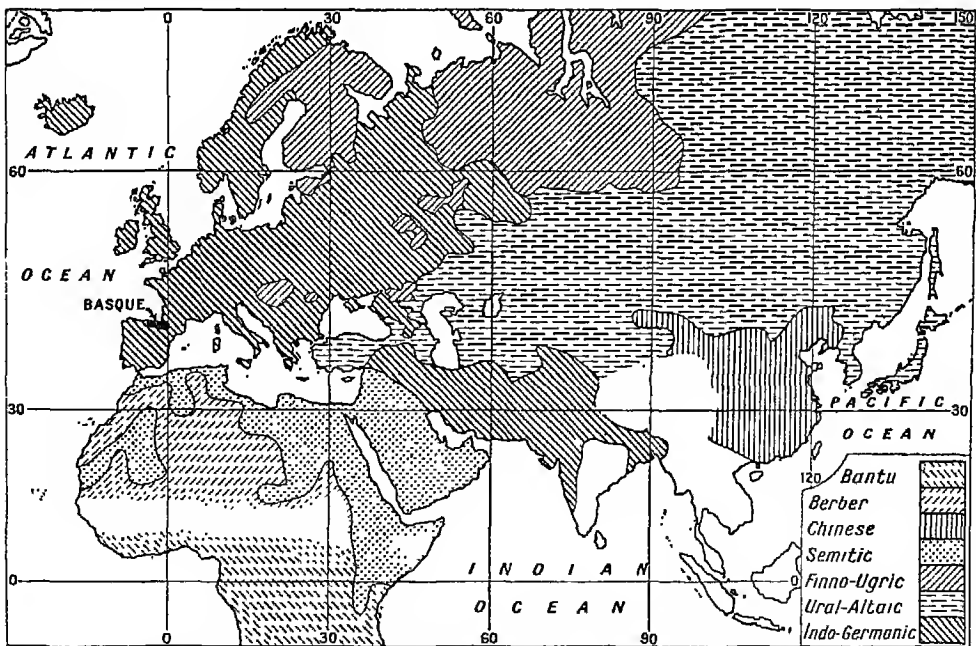 0 30 60 90 120 150
ATLANTIC
60 60
OCEAN
BASQUE
30 PACIFIC 30
OCEAN
120
Bantu
Berber
Chinese
Semitic
Finno-Ugric
Ural-Altaic
Indo-Germanic
INDIAN
0 0
OCEAN
0 30 60 90